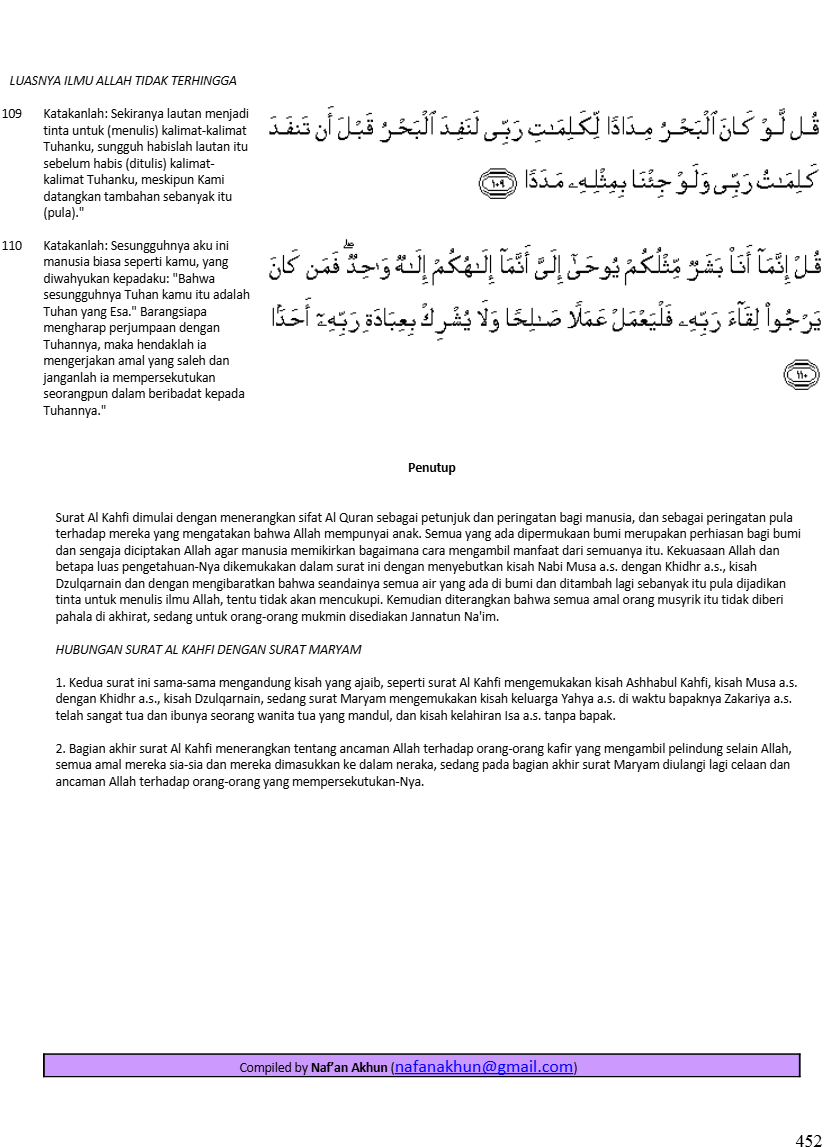 LUASNYA ILMU ALLAH TIDAK TERHINGGA
109 Katakanlah: Sekiranya lautan menjadi
tinta untuk (menulis) kalimat-kalimat
Tuhanku, sungguh habislah lautan itu
sebelum habis (ditulis) kalimat-
kalimat Tuhanku, meskipun Kami
datangkan tambahan sebanyak itu
(pula)."
قُل لَّوْ كَانَ ٱلْبَحْرُ مِدَادًا لِّكَلِمَـٰتِ رَبِّى لَنَفِدَ ٱلْبَحْرُ قَبْلَ أَن تَنفَدَ
كَلِمَـٰتُ رَبِّى وَلَوْ جِئْنَا بِمِثْلِهِۦ مَدَدًا ١٠٩
110 Katakanlah: Sesungguhnya aku ini
manusia biasa seperti kamu, yang
diwahyukan kepadaku: "Bahwa
sesungguhnya Tuhan kamu itu adalah
Tuhan yang Esa." Barangsiapa
mengharap perjumpaan dengan
Tuhannya, maka hendaklah ia
mengerjakan amal yang saleh dan
janganlah ia mempersekutukan
seorangpun dalam beribadat kepada
Tuhannya."
قُلْ إِنَّمَآ أَنَا۠ بَشَرٌ مِّثْلُكُمْ يُوحَىٰٓ إِلَىَّ أَنَّمَآ إِلَـٰهُكُمْ إِلَـٰهٌ وَٰحِدٌ ۖ فَمَن كَانَ
يَرْجُوا۟ لِقَآءَ رَبِّهِۦ فَلْيَعْمَلْ عَمَلًا صَـٰلِحًا وَلَا يُشْرِكْ بِعِبَادَةِ رَبِّهِۦٓ أَحَدًۢا
١١٠
Penutup
Surat Al Kahfi dimulai dengan menerangkan sifat Al Quran sebagai petunjuk dan peringatan bagi manusia, dan sebagai peringatan pula
terhadap mereka yang mengatakan bahwa Allah mempunyai anak. Semua yang ada dipermukaan bumi merupakan perhiasan bagi bumi
dan sengaja diciptakan Allah agar manusia memikirkan bagaimana cara mengambil manfaat dari semuanya itu. Kekuasaan Allah dan
betapa luas pengetahuan-Nya dikemukakan dalam surat ini dengan menyebutkan kisah Nabi Musa a.s. dengan Khidhr a.s., kisah
Dzulqarnain dan dengan mengibaratkan bahwa seandainya semua air yang ada di bumi dan ditambah lagi sebanyak itu pula dijadikan
tinta untuk menulis ilmu Allah, tentu tidak akan mencukupi. Kemudian diterangkan bahwa semua amal orang musyrik itu tidak diberi
pahala di akhirat, sedang untuk orang-orang mukmin disediakan Jannatun Na'im.
HUBUNGAN SURAT AL KAHFI DENGAN SURAT MARYAM
1. Kedua surat ini sama-sama mengandung kisah yang ajaib, seperti surat Al Kahfi mengemukakan kisah Ashhabul Kahfi, kisah Musa a.s.
dengan Khidhr a.s., kisah Dzulqarnain, sedang surat Maryam mengemukakan kisah keluarga Yahya a.s. di waktu bapaknya Zakariya a.s.
telah sangat tua dan ibunya seorang wanita tua yang mandul, dan kisah kelahiran Isa a.s. tanpa bapak.
2. Bagian akhir surat Al Kahfi menerangkan tentang ancaman Allah terhadap orang-orang kafir yang mengambil pelindung selain Allah,
semua amal mereka sia-sia dan mereka dimasukkan ke dalam neraka, sedang pada bagian akhir surat Maryam diulangi lagi celaan dan
ancaman Allah terhadap orang-orang yang mempersekutukan-Nya.
Compiled by Naf'an Akhun (nafanakhun@gmail.com)
452